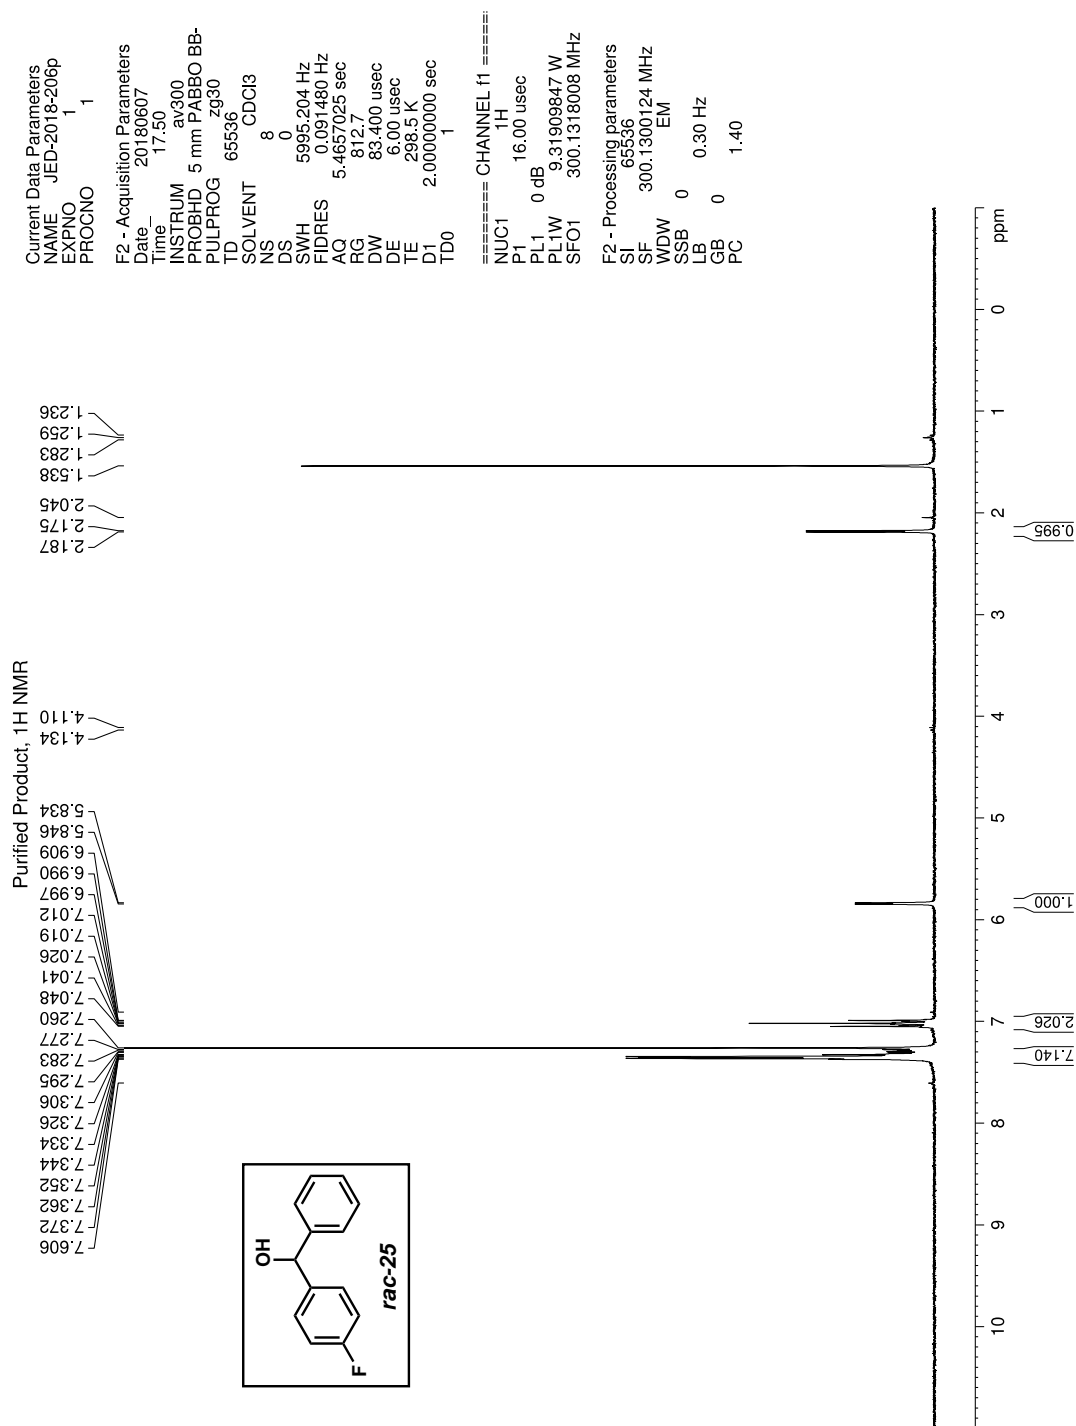 Purified Product, 1H NMR
7.606
7.372
7.362
7.352
7.344
7.334
7.326
7.306
7.295
7.283
7.277
7.260
7.048
7.041
7.026
7.019
7.012
6.997
6.990
6.909
5.846
5.834
4.134
4.110
2.187
2.175
2.045
1.538
1.283
1.259
1.236
Current Data Parameters
NAME JED-2018-206p
EXPNO 1
PROCNO 1
F2 - Acquisition Parameters
Date_ 20180607
Time 17.50
INSTRUM av300
PROBHD 5 mm PABBO BB-
PULPROG zg30
TD 65536
SOLVENT CDCl3
NS 8
DS 0
SWH 5995.204 Hz
FIDRES 0.091480 Hz
AQ 5.4657025 sec
RG 812.7
DW 83.400 usec
DE 6.00 usec
TE 298.5 K
D1 2.00000000 sec
TD0 1
======== CHANNEL f1 ========
NUC1 1H
P1 16.00 usec
PL1 0 dB
PL1W 9.31909847 W
SFO1 300.1318008 MHz
F2 - Processing parameters
SI 65536
SF 300.1300124 MHz
WDW EM
SSB 0
LB 0.30 Hz
GB 0
PC 1.40
OH
F
rac-25
10 9 8 7 6 5 4 3 2 1 0 ppm
7.140
2.026
1.000
0.995